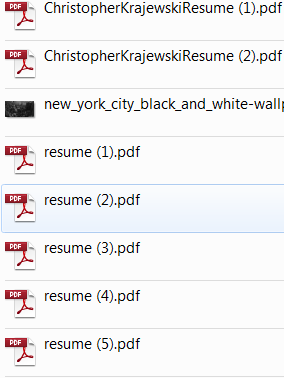 PDF ChristopherKrajewskiResume (1).pdf
PDF ChristopherKrajewskiResume (2).pdf
new_york_city_black_and_white-wallp
PDF resume (1).pdf
PDF resume (2).pdf
PDF resume (3).pdf
PDF resume (4).pdf
PDF resume (5).pdf